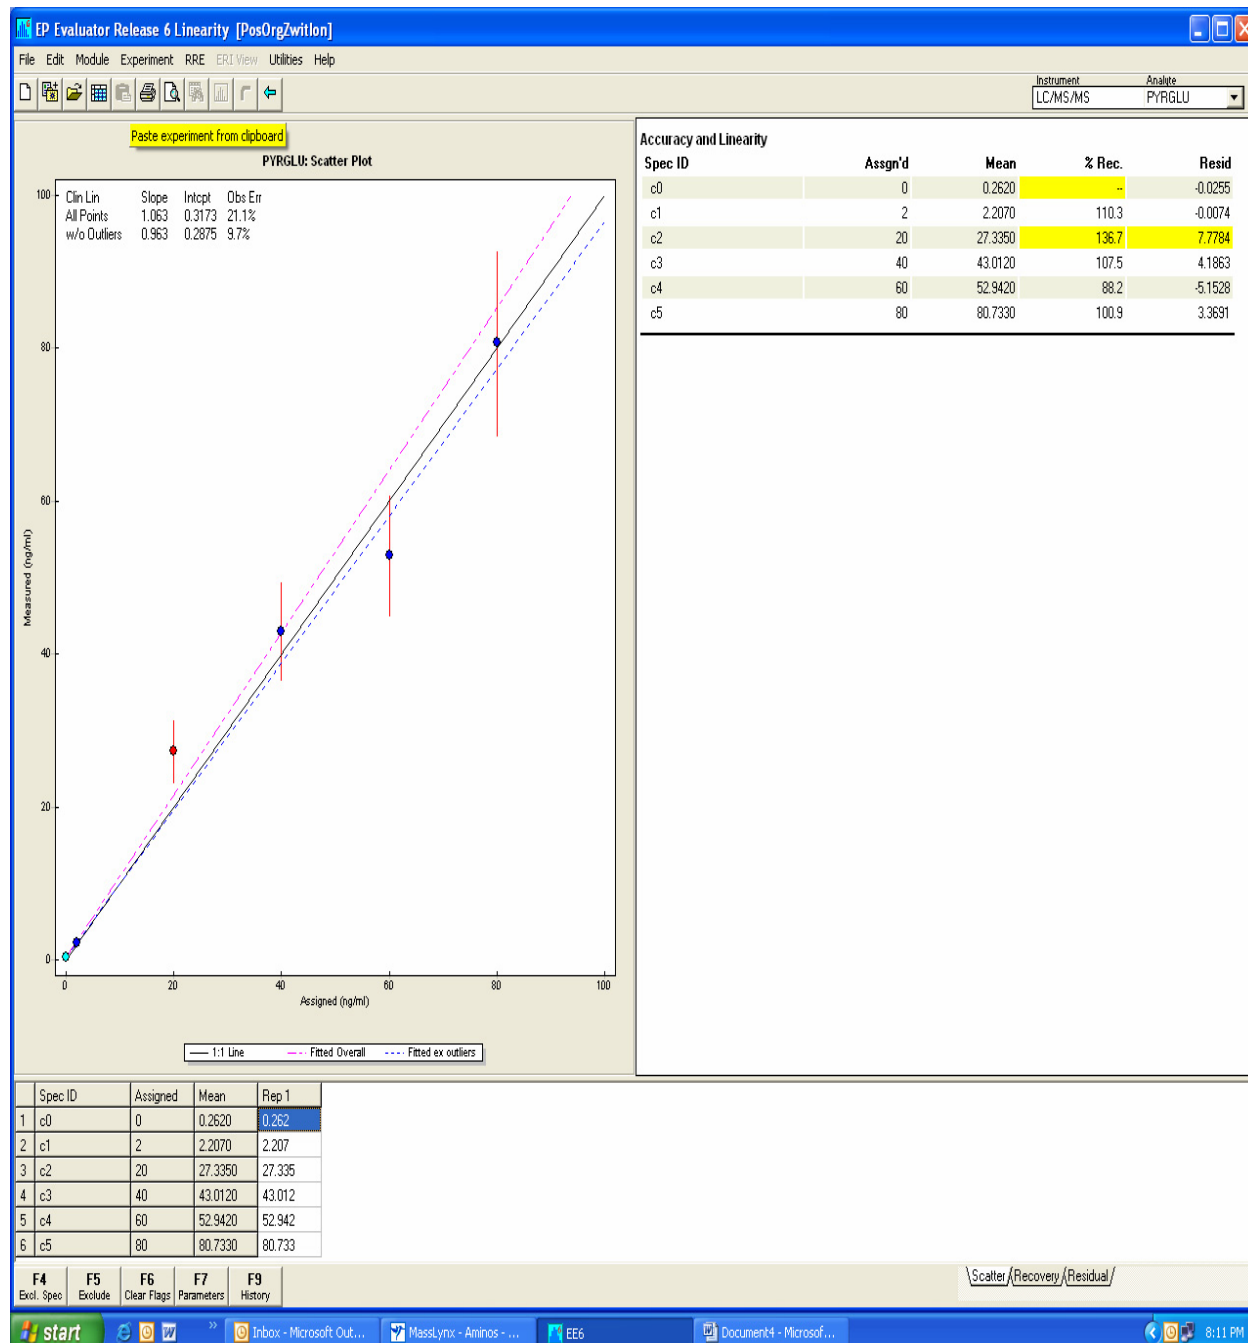 EP Evaluator Release 6 Linearity [PosOrgZwitIon]
File Edit Module Experiment RRE ERI View Utilities Help
Instrument Analyte
LC/MS/MS PYRGLU
Paste experiment from clipboard
PYRGLU: Scatter Plot
Clin Lin Slope Intcpt Obs Err
All Points 1.063 0.3173 21.1%
w/o Outliers 0.963 0.2875 9.7%
100
80
60
40
20
0
Measured (ng/ml)
0 20 40 60 80 100
Assigned (ng/ml)
1:1 Line Fitted Overall Fitted ex outliers
Accuracy and Linearity
Spec ID Assgn'd Mean % Rec. Resid
c0 0 0.2620 -- -0.0255
c1 2 2.2070 110.3 -0.0074
c2 20 27.3350 136.7 7.7784
c3 40 43.0120 107.5 4.1863
c4 60 52.9420 88.2 -5.1528
c5 80 80.7330 100.9 3.3691
Spec ID Assigned Mean Rep 1
1 c0 0 0.2620 0.262
2 c1 2 2.2070 2.207
3 c2 20 27.3350 27.335
4 c3 40 43.0120 43.012
5 c4 60 52.9420 52.942
6 c5 80 80.7330 80.733
F4 F5 F6 F7 F9
Excl. Spec Exclude Clear Flags Parameters History
Scatter Recovery Residual
start Inbox - Microsoft Out... MassLynx - Aminos - ... EE6 Document4 - Microsof... 8:11 PM